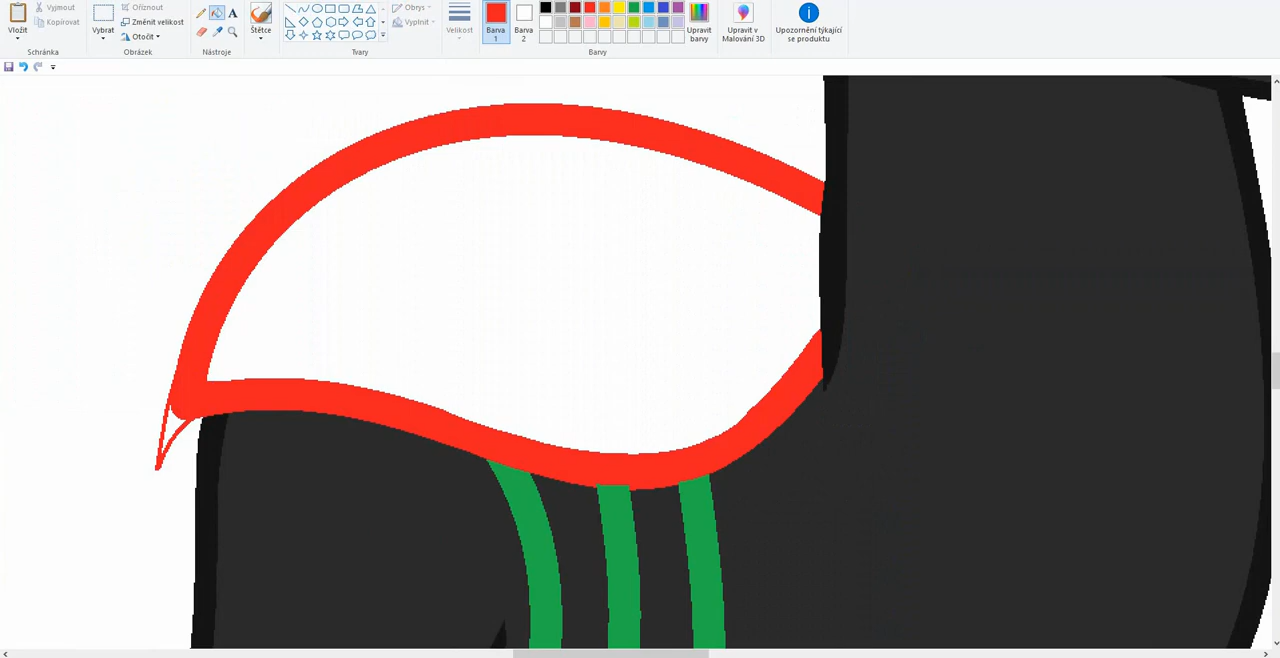 Vložit
Vyjmout
Kopírovat
Schránka
Vybrat
Oříznout
Změnit velikost
Otočit
Obrázek
A
Nástroje
Štětce
Obrys
Vyplnit
Tvary
Velikost
Barva
1
Barva
2
Upravit
barvy
Barvy
Upravit v
Malování 3D
Upozornění týkající
se produktu